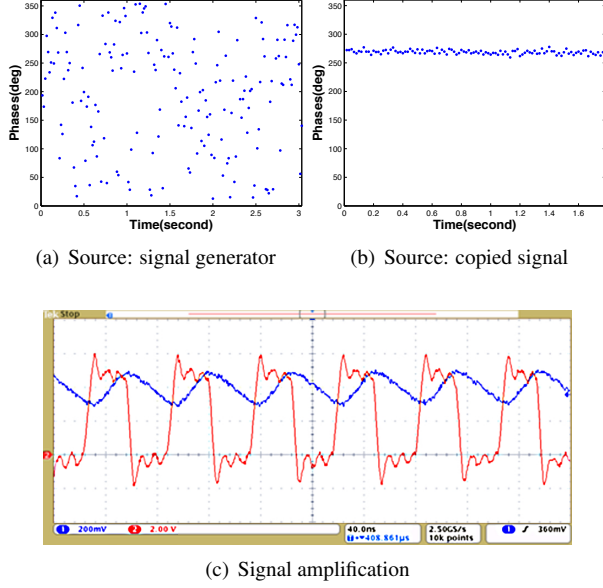 350
300
250
200
150
100
50
0
Phases(deg)
0 0.5 1 1.5 2 2.5 3
Time(second)
(a) Source: signal generator
350
300
250
200
150
100
50
0
Phases(deg)
0 0.2 0.4 0.6 0.8 1 1.2 1.4 1.6
Time(second)
(b) Source: copied signal
Tek Stop
2
1 200mV 2 2.00 V
40.0ns
408.861µs
2.50GS/s
10k points
1 360mV
(c) Signal amplification